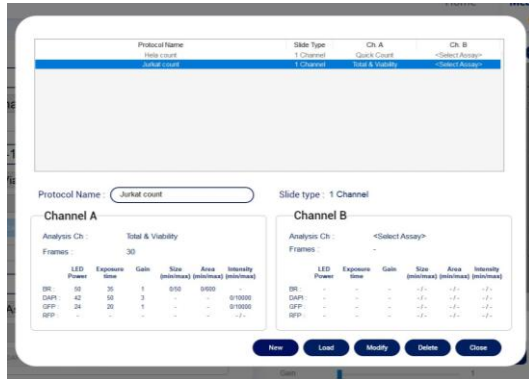 Home
Protocol Name Slide Type Ch. A Ch. B
Hela count 1 Channel Quick Count <Select Assay>
Jurkat count 1 Channel Total & Viability <Select Assay>
Protocol Name : Jurkat count Slide type : 1 Channel
Channel A
Analysis Ch : Total & Viability
Frames : 30
LED Power Exposure time Gain Size (min/max) Area (min/max) Intensity (min/max)
BR : 50 35 1 0/50 0/600 -
DAPI : 42 50 3 - - 0/10000
GFP : 24 20 1 - - 0/10000
RFP : - - - - - - / -
Channel B
Analysis Ch : <Select Assay>
Frames : -
LED Power Exposure time Gain Size (min/max) Area (min/max) Intensity (min/max)
BR : - - - - / - - / - - / -
DAPI : - - - - / - - / - - / -
GFP : - - - - / - - / - - / -
RFP : - - - - / - - / - - / -
New Load Modify Delete Close
Gain 1